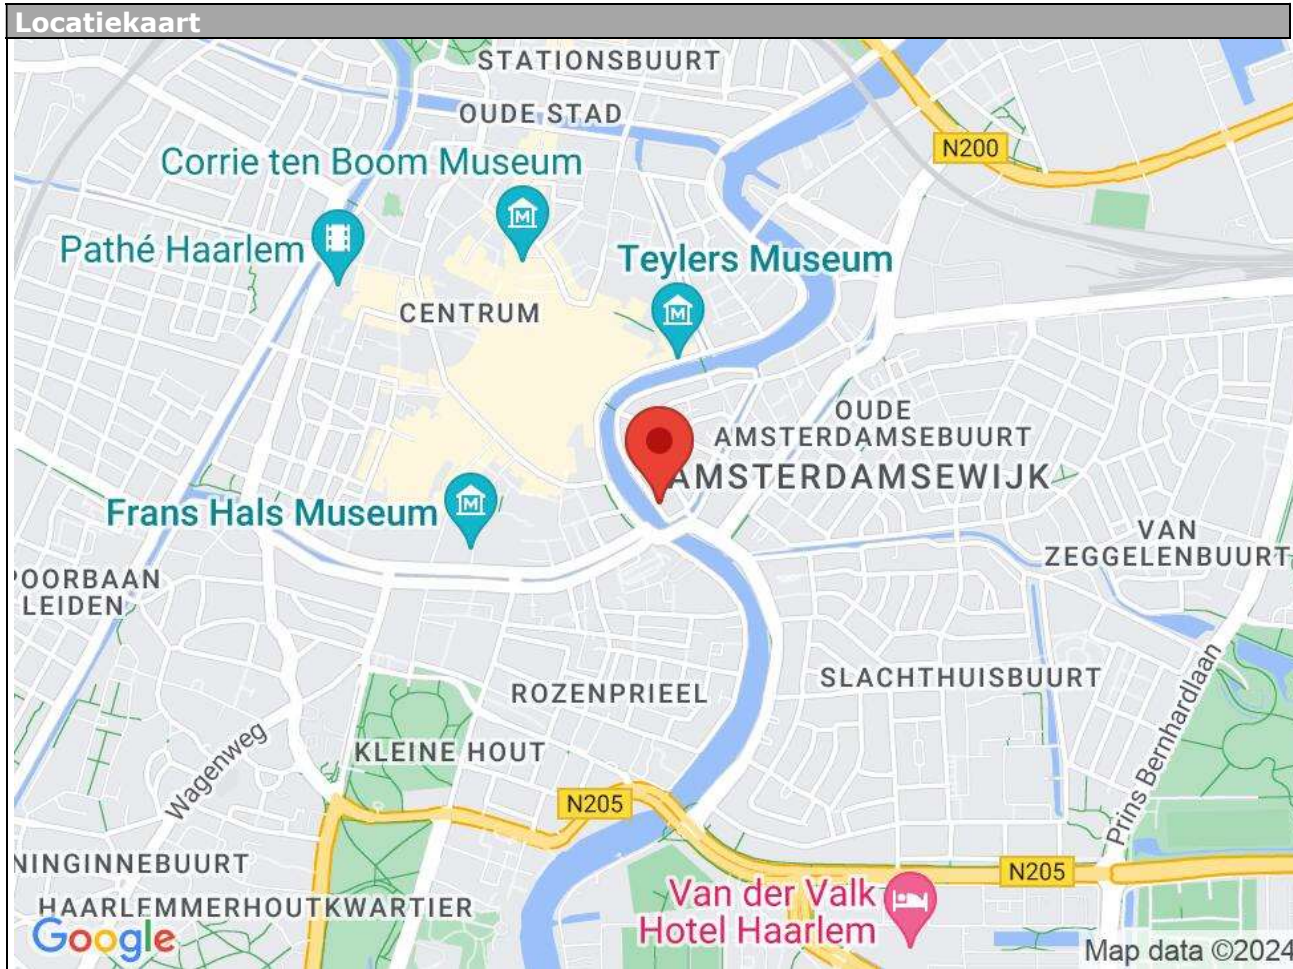 Locatiekaart
STATIONSBUURT
OUDE STAD
N200
Corrie ten Boom Museum
Pathé Haarlem
Teylers Museum
CENTRUM
OUDE
AMSTERDAMSEBUURT
AMSTERDAMSEWIJK
Frans Hals Museum
VAN
ZEGGELENBUURT
POORBAAN
LEIDEN
SLACHTHUISBUURT
ROZENPRIEEL
Prins Bernhardlaan
Wagenweg
KLEINE HOUT
N205
NINGINNEBUURT
N205
Van der Valk
Hotel Haarlem
HAARLEMMERHOUTKWARTIER
Google
Map data ©2024